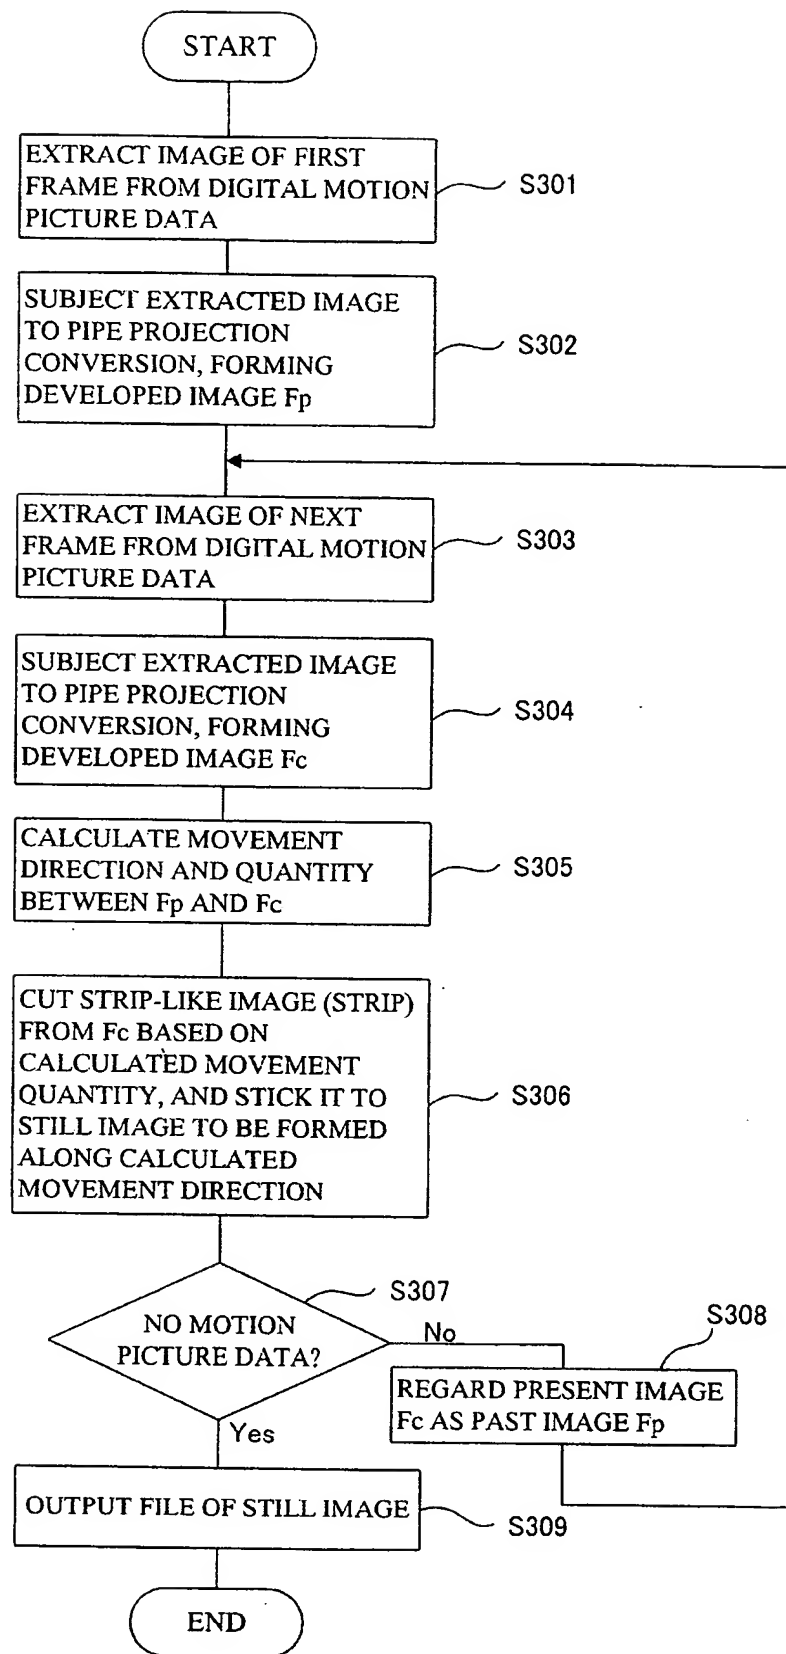 START
EXTRACT IMAGE OF FIRST
FRAME FROM DIGITAL MOTION
PICTURE DATA
S301
SUBJECT EXTRACTED IMAGE
TO PIPE PROJECTION
CONVERSION, FORMING
DEVELOPED IMAGE Fp
S302
EXTRACT IMAGE OF NEXT
FRAME FROM DIGITAL MOTION
PICTURE DATA
S303
SUBJECT EXTRACTED IMAGE
TO PIPE PROJECTION
CONVERSION, FORMING
DEVELOPED IMAGE Fc
S304
CALCULATE MOVEMENT
DIRECTION AND QUANTITY
BETWEEN Fp AND Fc
S305
CUT STRIP-LIKE IMAGE (STRIP)
FROM Fc BASED ON
CALCULATED MOVEMENT
QUANTITY, AND STICK IT TO
STILL IMAGE TO BE FORMED
ALONG CALCULATED
MOVEMENT DIRECTION
S306
NO MOTION
PICTURE DATA?
S307
No
Yes
S308
REGARD PRESENT IMAGE
Fc AS PAST IMAGE Fp
OUTPUT FILE OF STILL IMAGE
S309
END